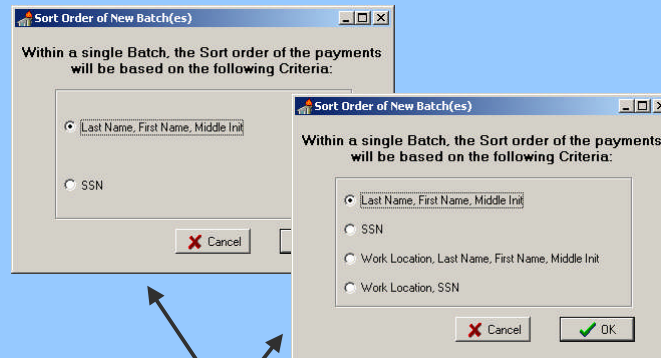 Sort Order of New Batch(es)
Within a single Batch, the Sort order of the payments
will be based on the following Criteria:
Last Name, First Name, Middle Init
SSN
Cancel
Sort Order of New Batch(es)
Within a single Batch, the Sort order of the payments
will be based on the following Criteria:
Last Name, First Name, Middle Init
SSN
Work Location, Last Name, First Name, Middle Init
Work Location, SSN
Cancel
OK